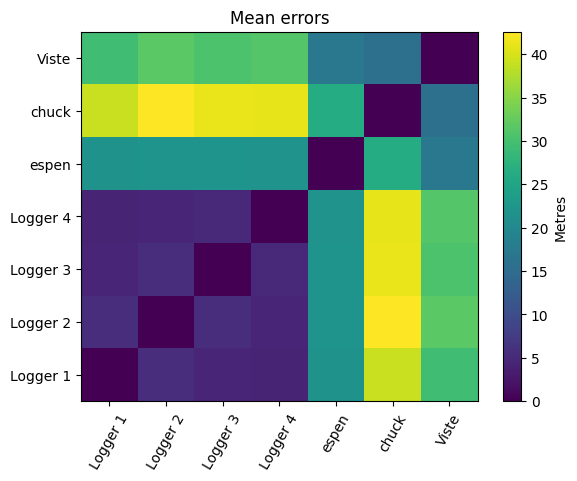 Mean errors
Viste
chuck
espen
Logger 4
Logger 3
Logger 2
Logger 1
Logger 1
Logger 2
Logger 3
Logger 4
espen
chuck
Viste
40
35
30
25
20
15
10
5
0
Metres